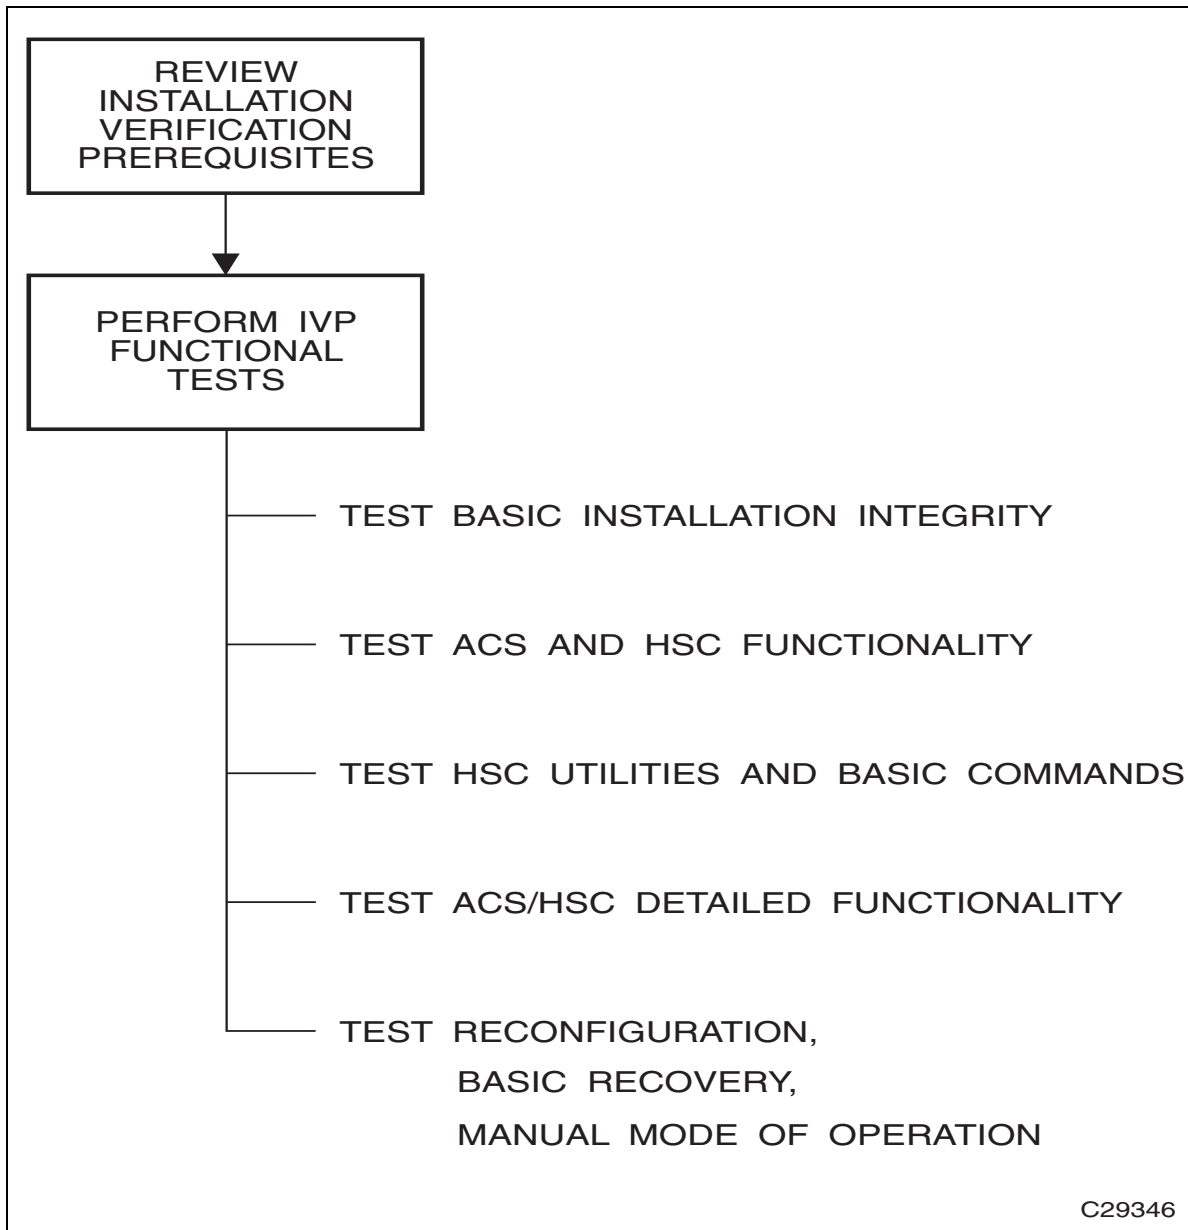 REVIEW
INSTALLATION
VERIFICATION
PREREQUISITES
PERFORM IVP
FUNCTIONAL
TESTS
TEST BASIC INSTALLATION INTEGRITY
TEST ACS AND HSC FUNCTIONALITY
TEST HSC UTILITIES AND BASIC COMMANDS
TEST ACS/HSC DETAILED FUNCTIONALITY
TEST RECONFIGURATION,
BASIC RECOVERY,
MANUAL MODE OF OPERATION
C29346